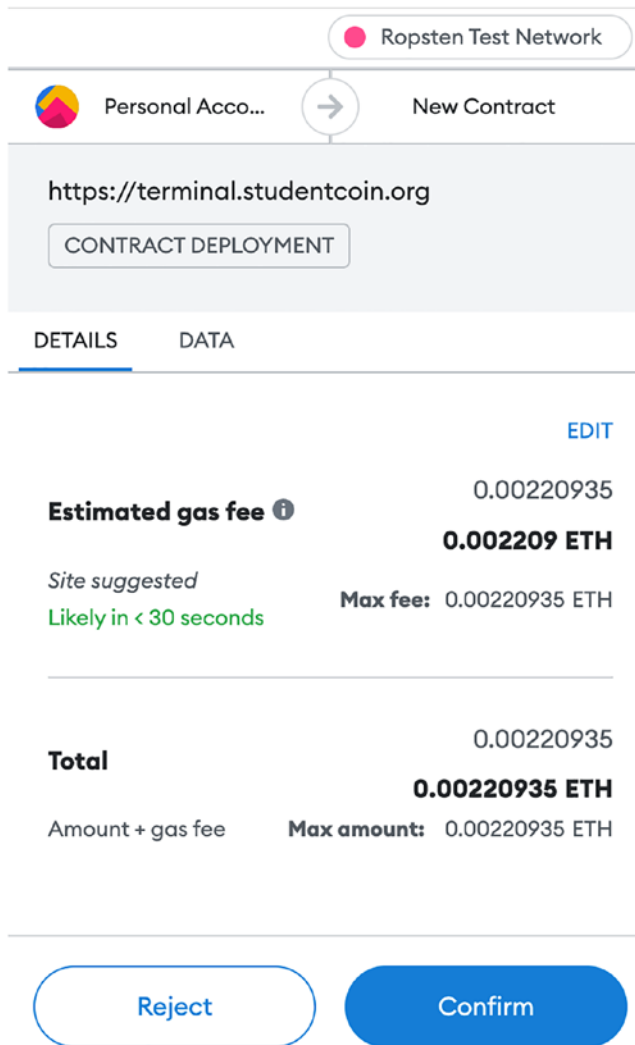 Ropsten Test Network
Personal Acco... New Contract
https://terminal.studentcoin.org
CONTRACT DEPLOYMENT
DETAILS DATA
EDIT
0.00220935
Estimated gas fee
0.002209 ETH
Site suggested
Max fee: 0.00220935 ETH
Likely in < 30 seconds
0.00220935
Total
0.00220935 ETH
Amount + gas fee Max amount: 0.00220935 ETH
Reject Confirm